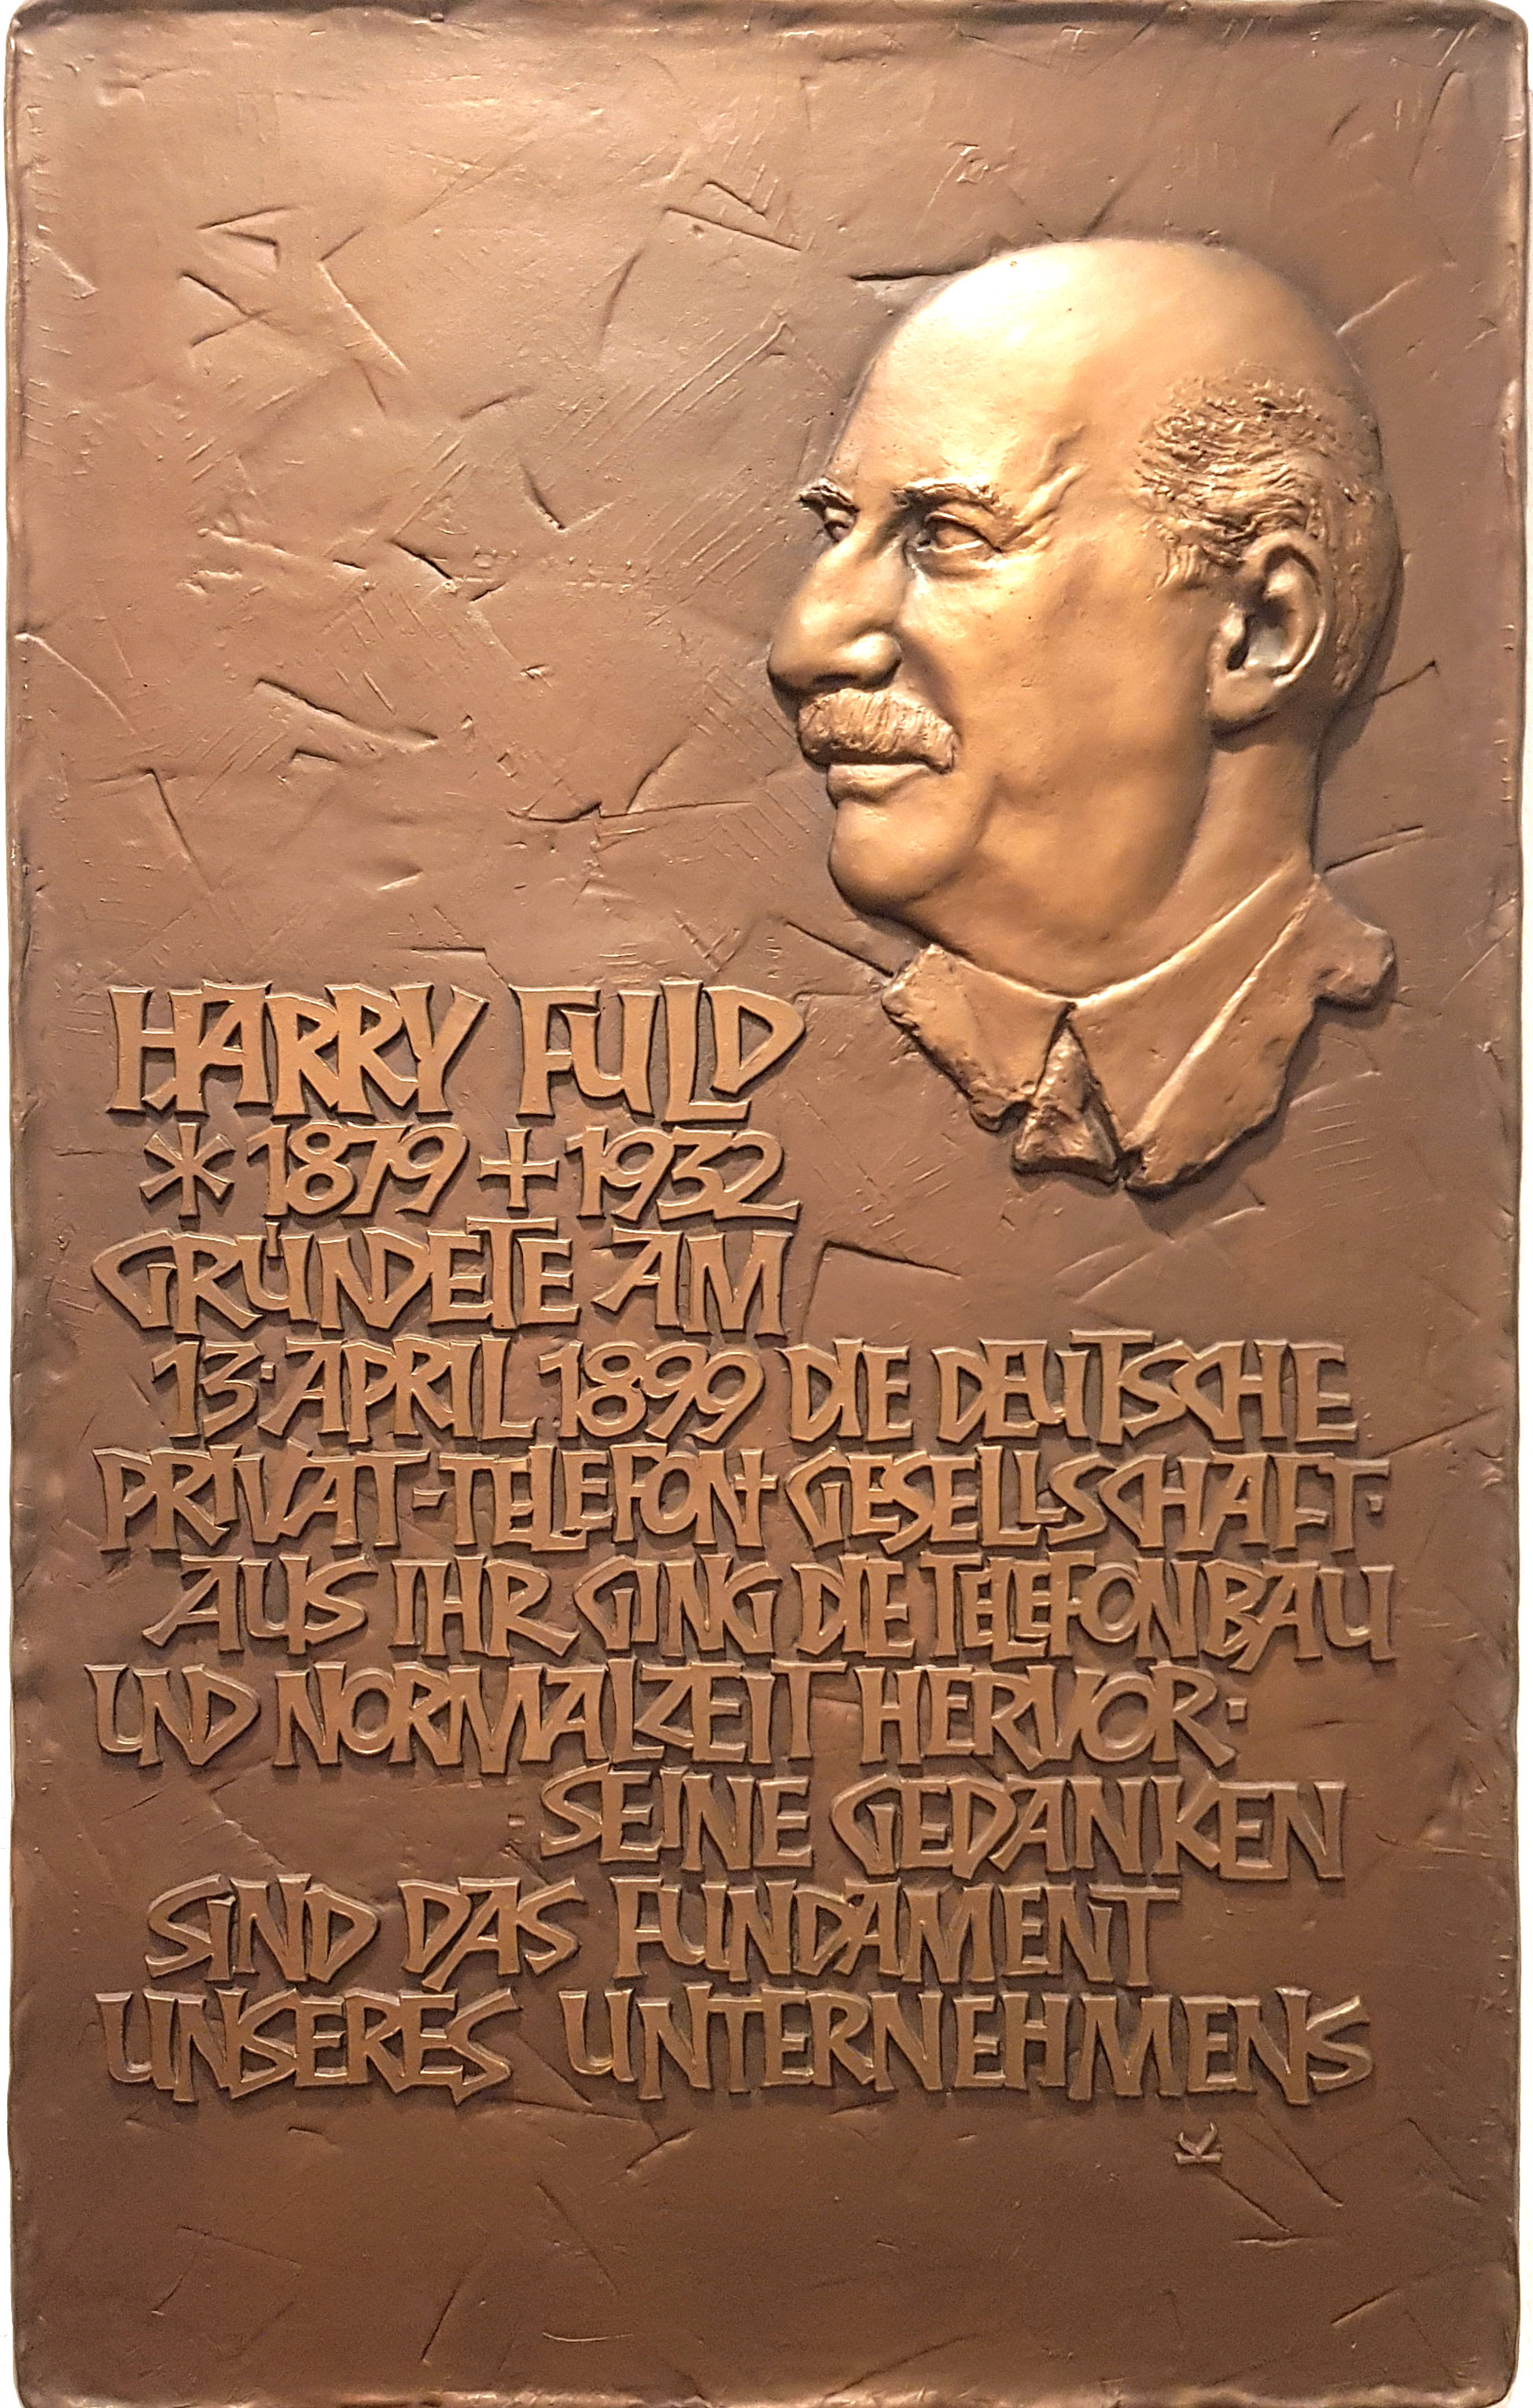 HARRY FULD
* 1879 + 1932
GRÜNDETE AM
13·APRIL 1899 DIE DEUTSCHE
PRIVAT-TELEFON-GESELLSCHAFT·
AUS IHR GING DIE TELEFONBAU
UND NORMALZEIT HERVOR·
SEINE GEDANKEN
SIND DAS FUNDAMENT
UNSERES UNTERNEHMENS
K